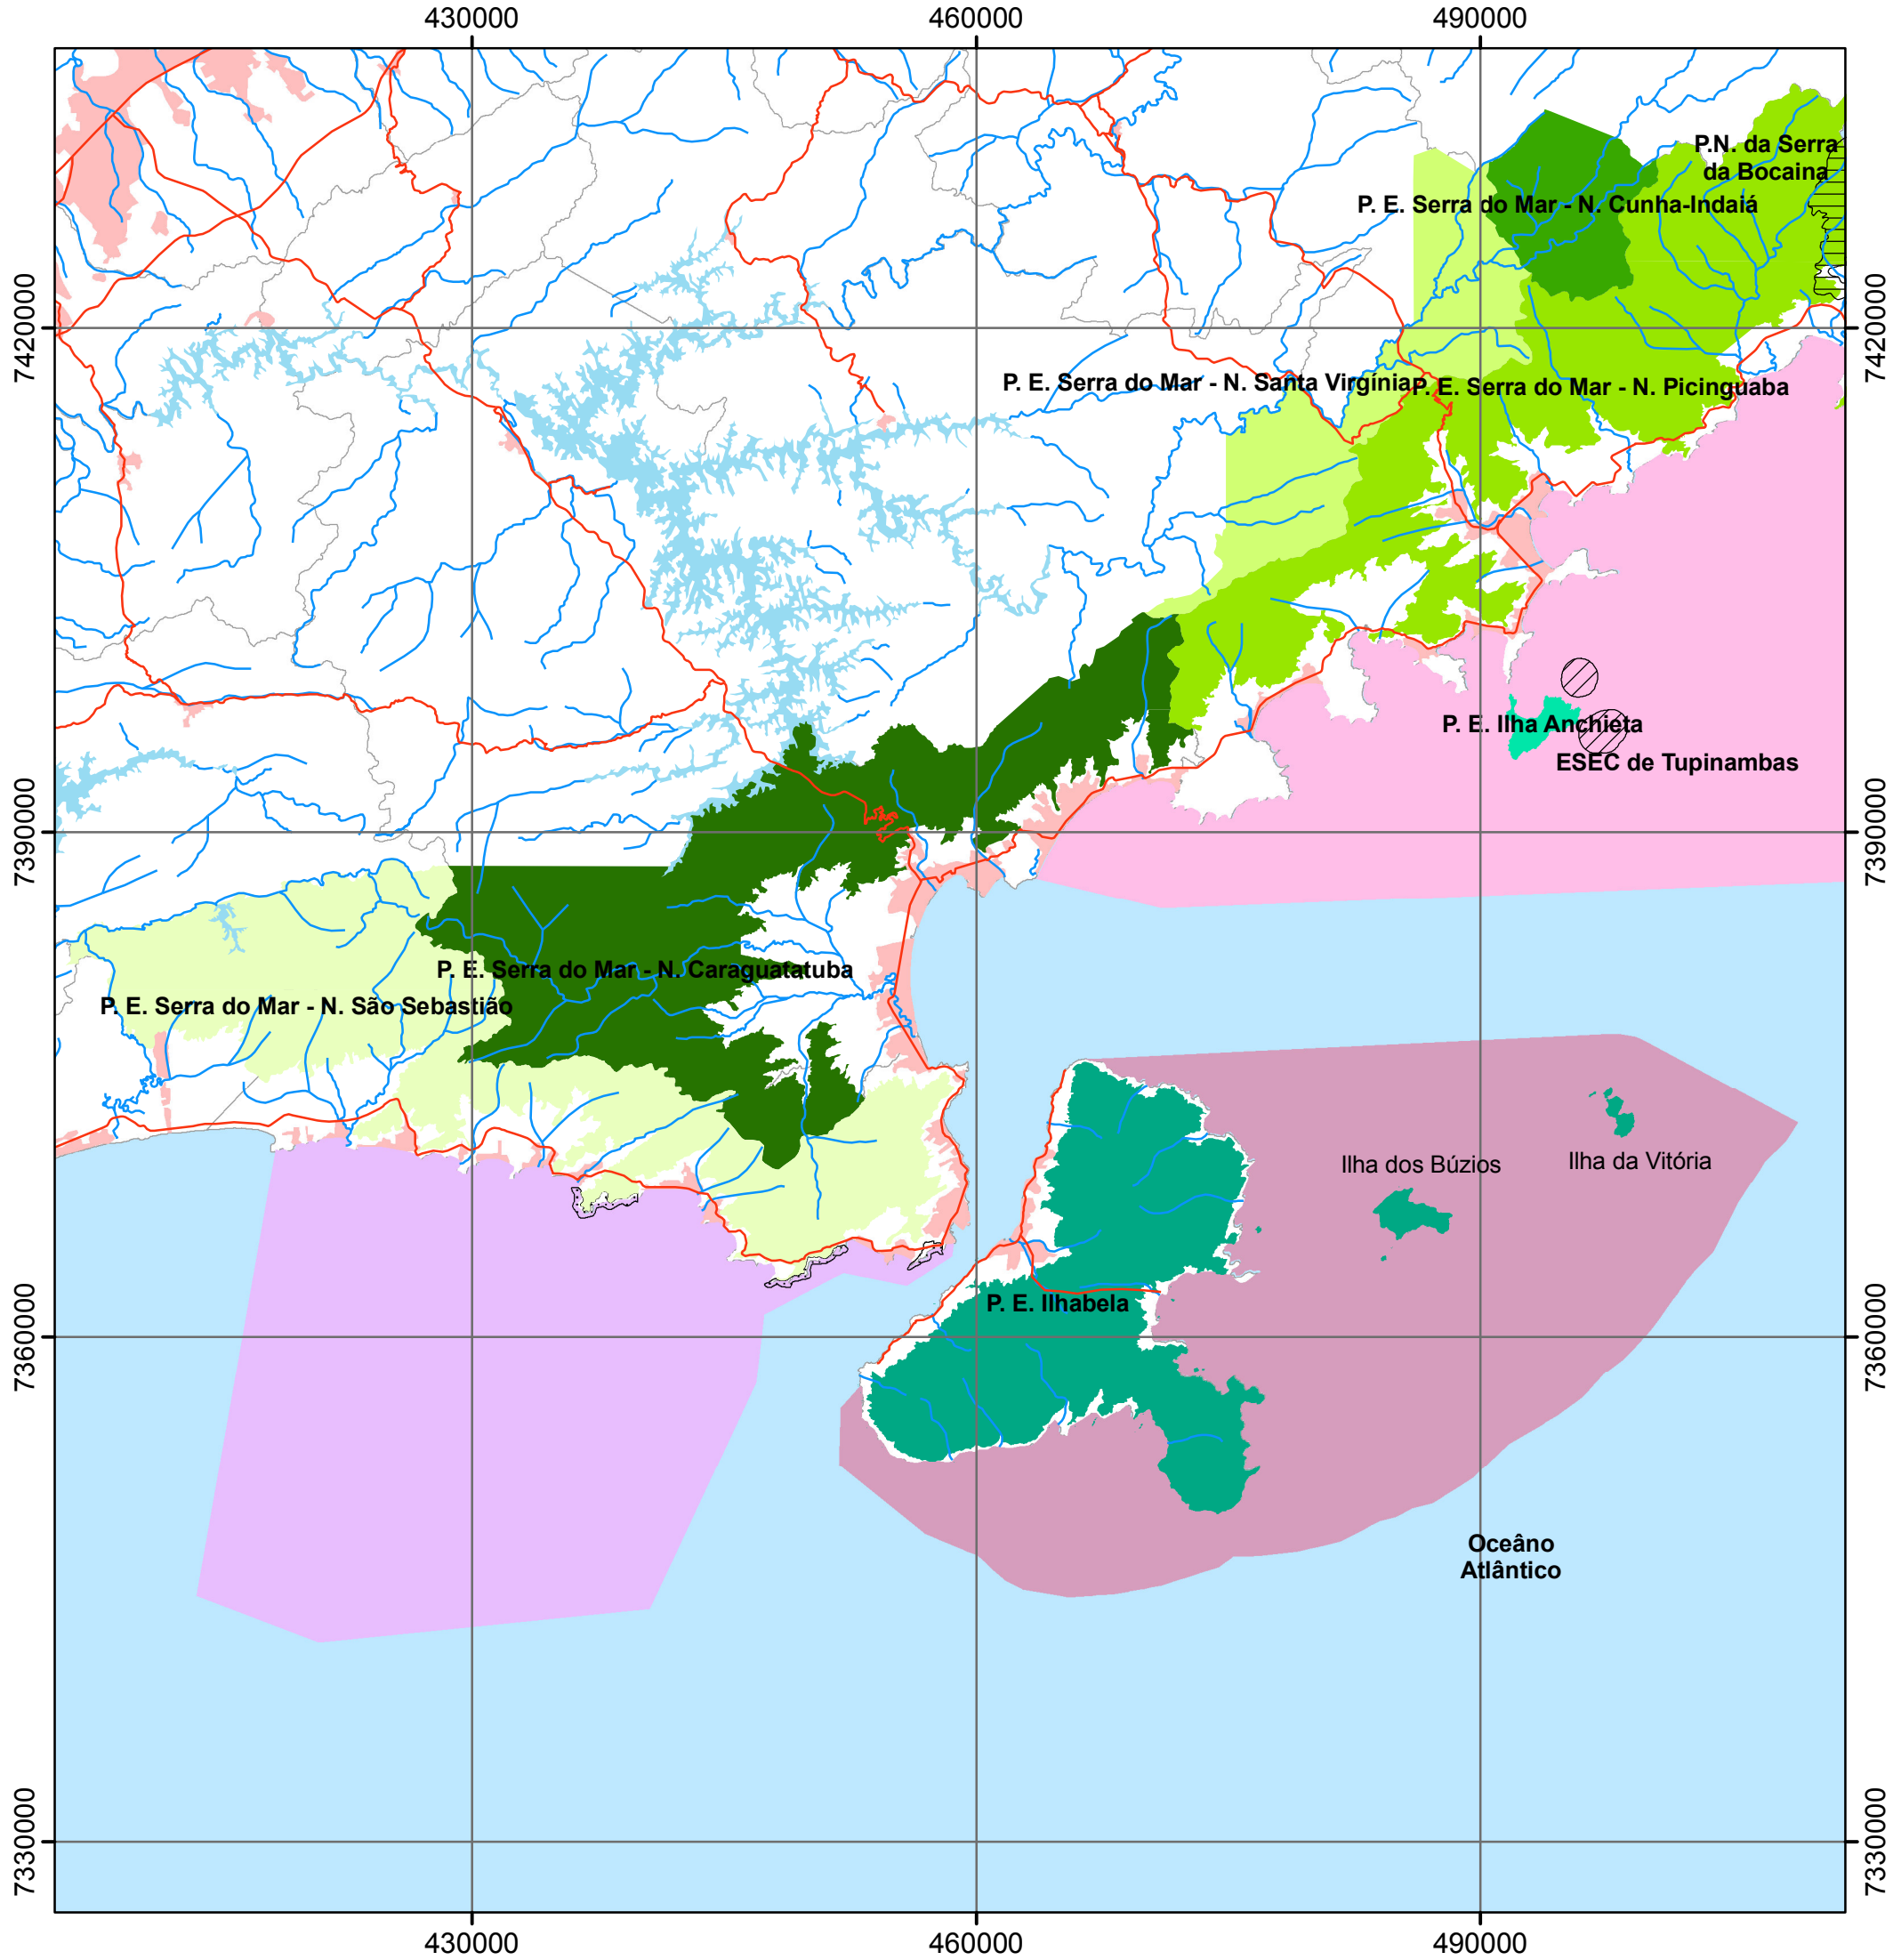 430000
460000
490000
P.N. da Serra
da Bocaina
P. E. Serra do Mar - N. Cunha-Indaiá
7420000
7420000
P. E. Serra do Mar - N. Santa Virgínia
P. E. Serra do Mar - N. Picinguaba
P. E. Ilha Anchieta
ESEC de Tupinambas
7390000
7390000
P. E. Serra do Mar - N. Caraguatatuba
P. E. Serra do Mar - N. São Sebastião
Ilha dos Búzios
Ilha da Vitória
P. E. Ilhabela
7360000
7360000
Oceâno
Atlântico
7330000
7330000
430000
460000
490000